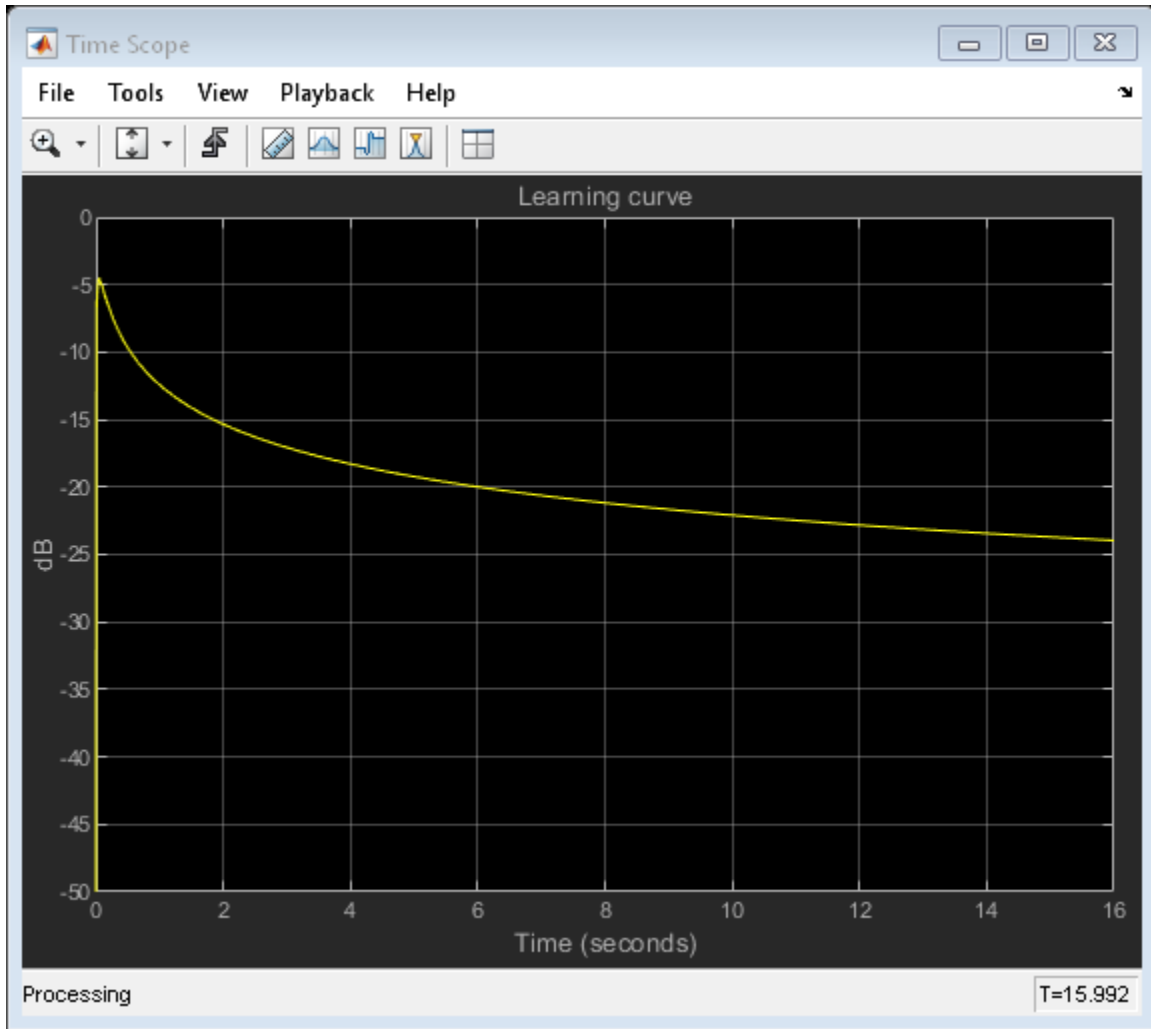 Time Scope
File Tools View Playback Help
Learning curve
0
-5
-10
-15
-20
-25
-30
-35
-40
-45
-50
dB
0 2 4 6 8 10 12 14 16
Time (seconds)
Processing T=15.992